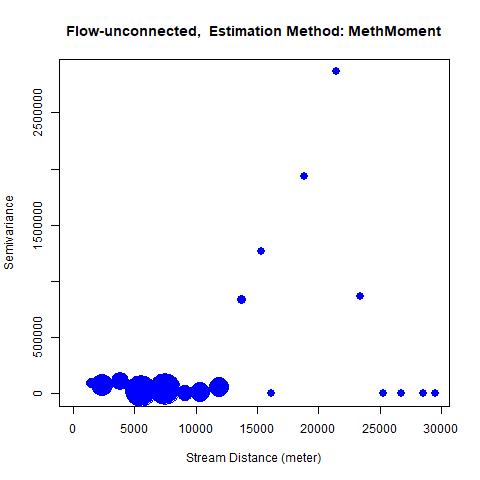 Flow-unconnected, Estimation Method: MethMoment
2500000
1500000
500000
0
Semivariance
0 5000 10000 15000 20000 25000 30000
Stream Distance (meter)